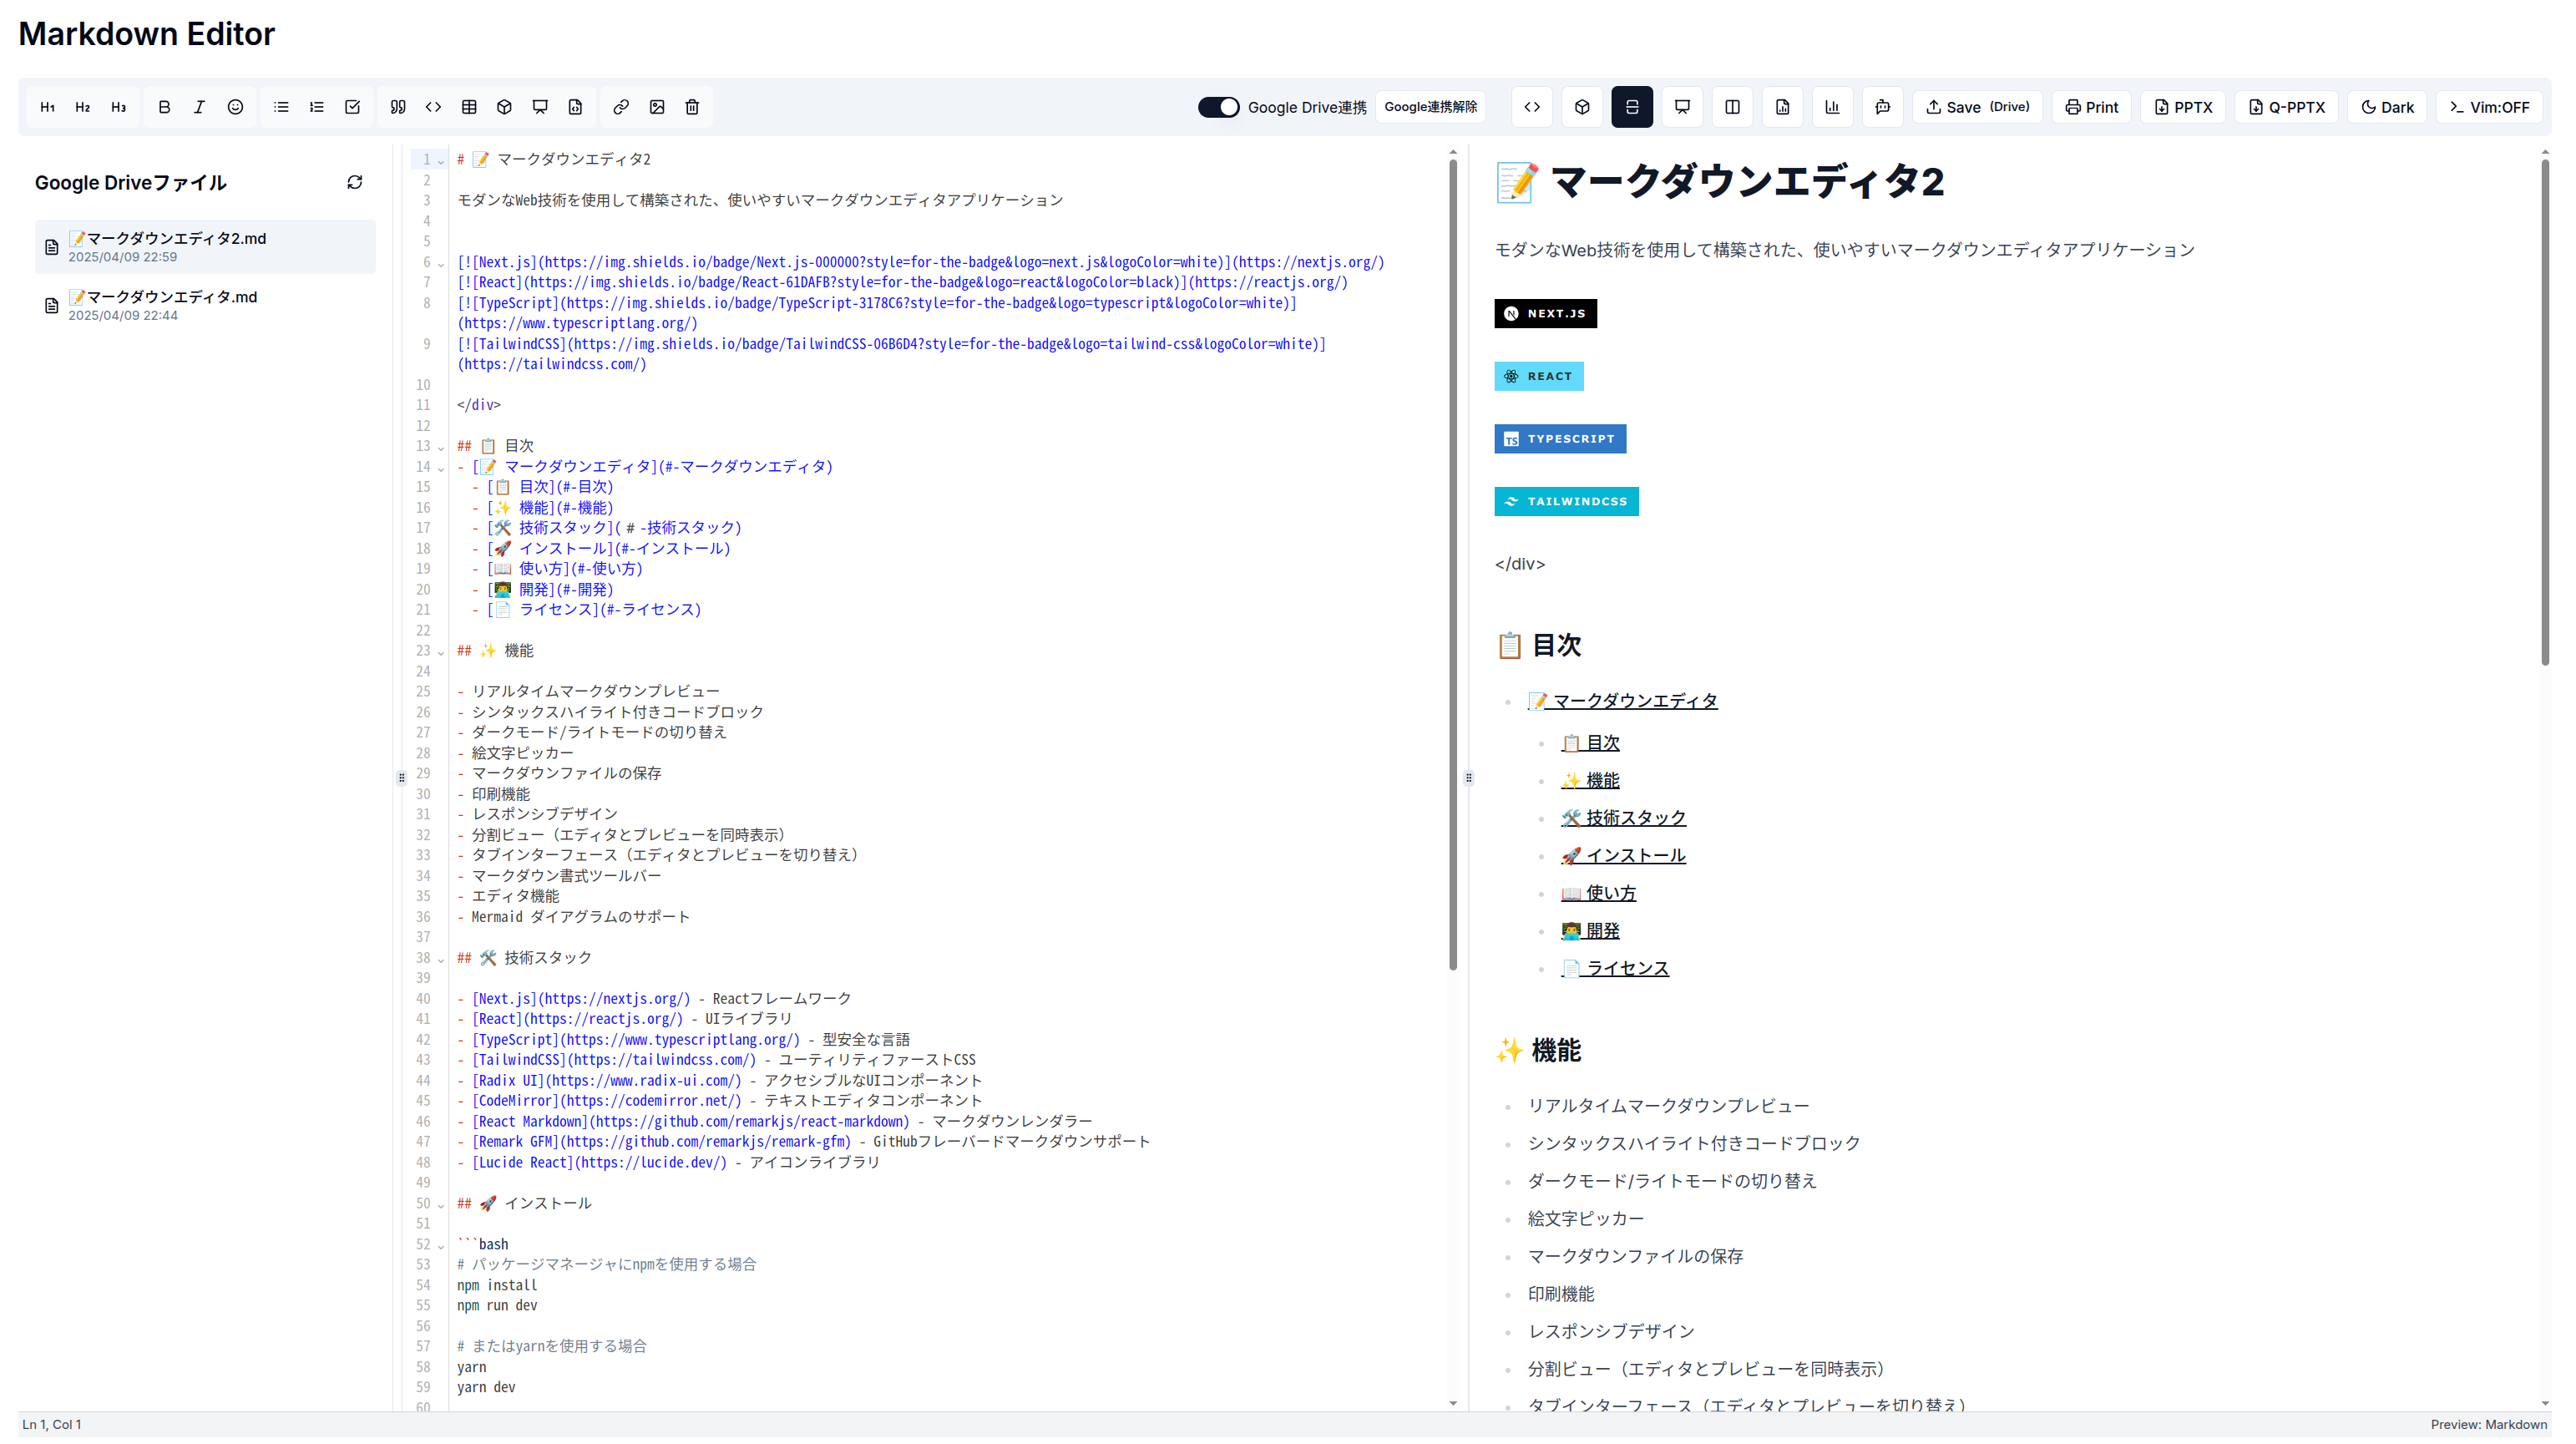 Markdown Editor
H1 H2 H3
Google Drive連携 Google連携解除 Save (Drive) Print PPTX Q-PPTX Dark Vim:OFF
Google Driveファイル
📝マークダウンエディタ2.md
2025/04/09 22:59
📝マークダウンエディタ.md
2025/04/09 22:44
1 # 📝 マークダウンエディタ2
2
3 モダンなWeb技術を使用して構築された、使いやすいマークダウンエディタアプリケーション
4
5
6 [![Next.js](https://img.shields.io/badge/Next.js-000000?style=for-the-badge&logo=next.js&logoColor=white)](https://nextjs.org/)
7 [![React](https://img.shields.io/badge/React-61DAFB?style=for-the-badge&logo=react&logoColor=black)](https://reactjs.org/)
8 [![TypeScript](https://img.shields.io/badge/TypeScript-3178C6?style=for-the-badge&logo=typescript&logoColor=white)]
(https://www.typescriptlang.org/)
9 [![TailwindCSS](https://img.shields.io/badge/TailwindCSS-06B6D4?style=for-the-badge&logo=tailwind-css&logoColor=white)]
(https://tailwindcss.com/)
10
11 </div>
12
13 ## 📋 目次
14 - [📝 マークダウンエディタ](#-マークダウンエディタ)
15 - [📋 目次](#-目次)
16 - [✨ 機能](#-機能)
17 - [🛠️ 技術スタック](#️-技術スタック)
18 - [🚀 インストール](#-インストール)
19 - [📖 使い方](#-使い方)
20 - [👨‍💻 開発](#-開発)
21 - [📄 ライセンス](#-ライセンス)
22
23 ## ✨ 機能
24
25 - リアルタイムマークダウンプレビュー
26 - シンタックスハイライト付きコードブロック
27 - ダークモード/ライトモードの切り替え
28 - 絵文字ピッカー
29 - マークダウンファイルの保存
30 - 印刷機能
31 - レスポンシブデザイン
32 - 分割ビュー（エディタとプレビューを同時表示）
33 - タブインターフェース（エディタとプレビューを切り替え）
34 - マークダウン書式ツールバー
35 - エディタ機能
36 - Mermaid ダイアグラムのサポート
37
38 ## 🛠️ 技術スタック
39
40 - [Next.js](https://nextjs.org/) - Reactフレームワーク
41 - [React](https://reactjs.org/) - UIライブラリ
42 - [TypeScript](https://www.typescriptlang.org/) - 型安全な言語
43 - [TailwindCSS](https://tailwindcss.com/) - ユーティリティファーストCSS
44 - [Radix UI](https://www.radix-ui.com/) - アクセシブルなUIコンポーネント
45 - [CodeMirror](https://codemirror.net/) - テキストエディタコンポーネント
46 - [React Markdown](https://github.com/remarkjs/react-markdown) - マークダウンレンダラー
47 - [Remark GFM](https://github.com/remarkjs/remark-gfm) - GitHubフレーバードマークダウンサポート
48 - [Lucide React](https://lucide.dev/) - アイコンライブラリ
49
50 ## 🚀 インストール
51
52 ```bash
53 # パッケージマネージャにnpmを使用する場合
54 npm install
55 npm run dev
56
57 # またはyarnを使用する場合
58 yarn
59 yarn dev
60
📝 マークダウンエディタ2
モダンなWeb技術を使用して構築された、使いやすいマークダウンエディタアプリケーション
NEXT.JS
REACT
TS TYPESCRIPT
TAILWINDCSS
</div>
📋 目次
📝 マークダウンエディタ
📋 目次
✨ 機能
🛠️ 技術スタック
🚀 インストール
📖 使い方
👨‍💻 開発
📄 ライセンス
✨ 機能
リアルタイムマークダウンプレビュー
シンタックスハイライト付きコードブロック
ダークモード/ライトモードの切り替え
絵文字ピッカー
マークダウンファイルの保存
印刷機能
レスポンシブデザイン
分割ビュー（エディタとプレビューを同時表示）
タブインターフェース（エディタとプレビューを切り替え）
Ln 1, Col 1
Preview: Markdown